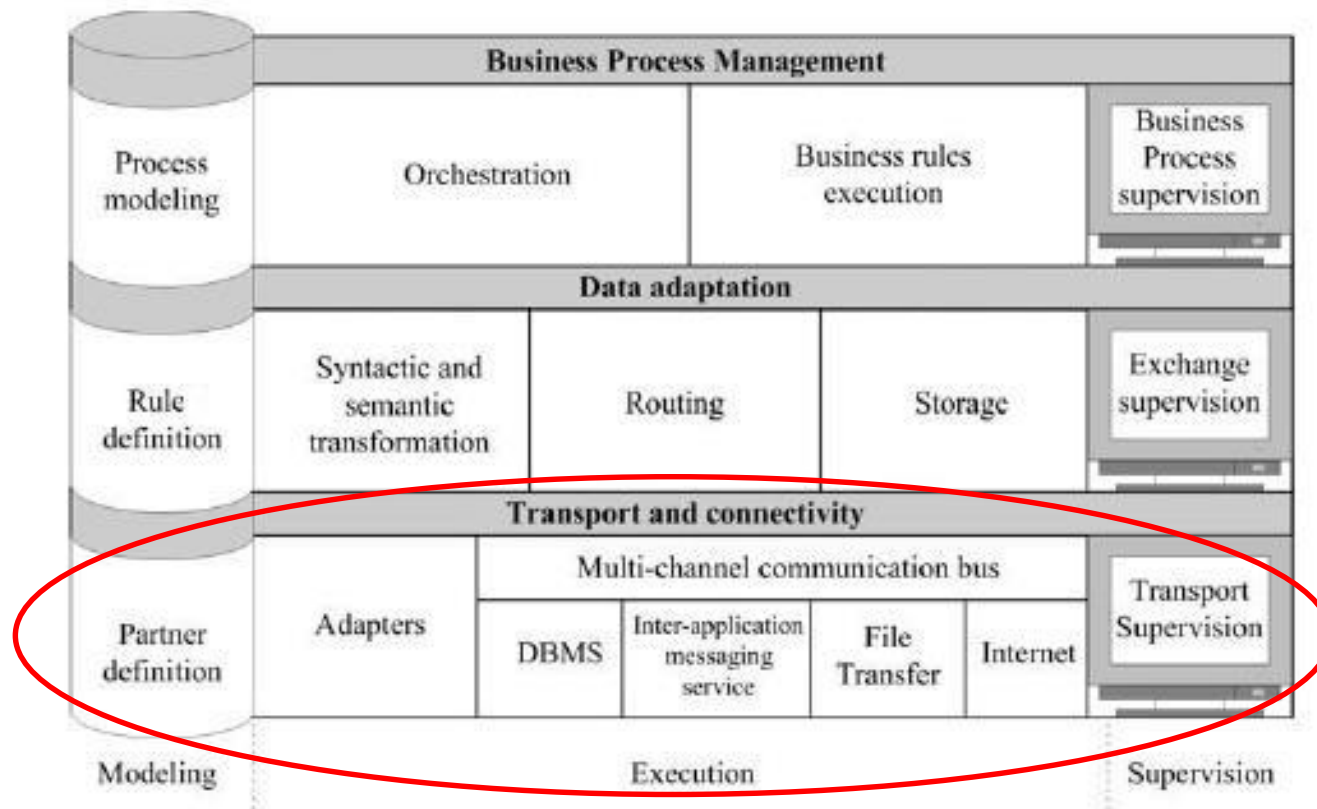 Business Process Management
Process
modeling
Orchestration
Business rules
execution
Business
Process
supervision
Data adaptation
Rule
definition
Syntactic and
semantic
transformation
Routing
Storage
Exchange
supervision
Transport and connectivity
Partner
definition
Adapters
Multi-channel communication bus
DBMS
Inter-application
messaging
service
File
Transfer
Internet
Transport
Supervision
Modeling
Execution
Supervision